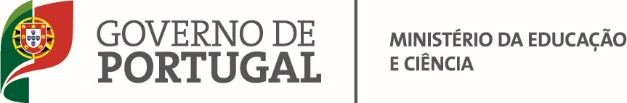 GOVERNO DE
PORTUGAL
MINISTÉRIO DA EDUCAÇÃO
E CIÊNCIA